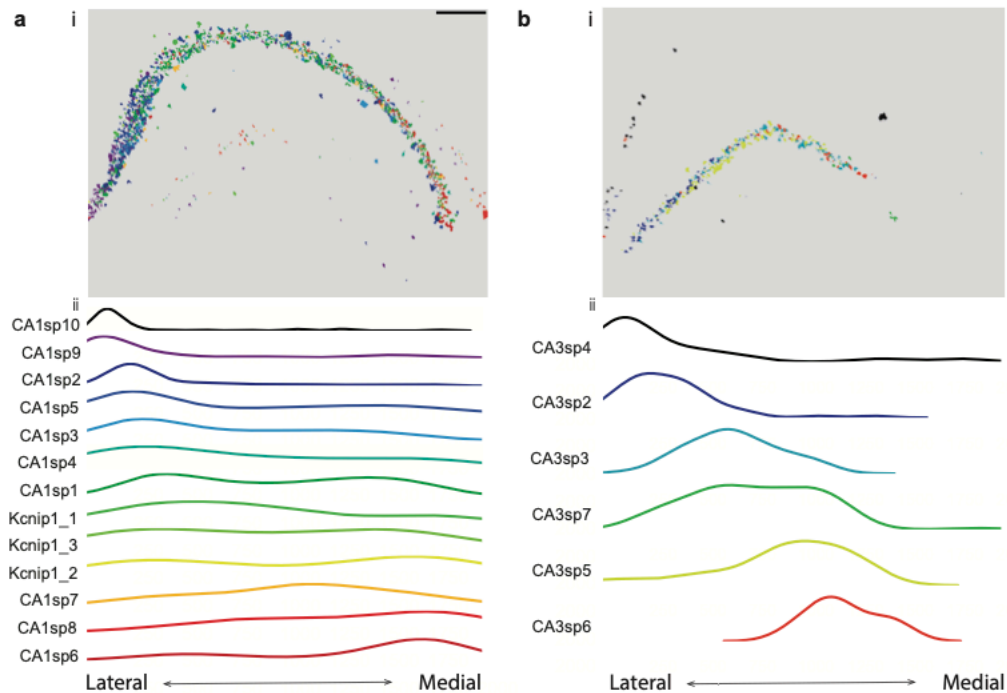 a i
ii
CA1sp10
CA1sp9
CA1sp2
CA1sp5
CA1sp3
CA1sp4
CA1sp1
Kcnip1_1
Kcnip1_3
Kcnip1_2
CA1sp7
CA1sp8
CA1sp6
Lateral Medial
b i
ii
CA3sp4
CA3sp2
CA3sp3
CA3sp7
CA3sp5
CA3sp6
Lateral Medial